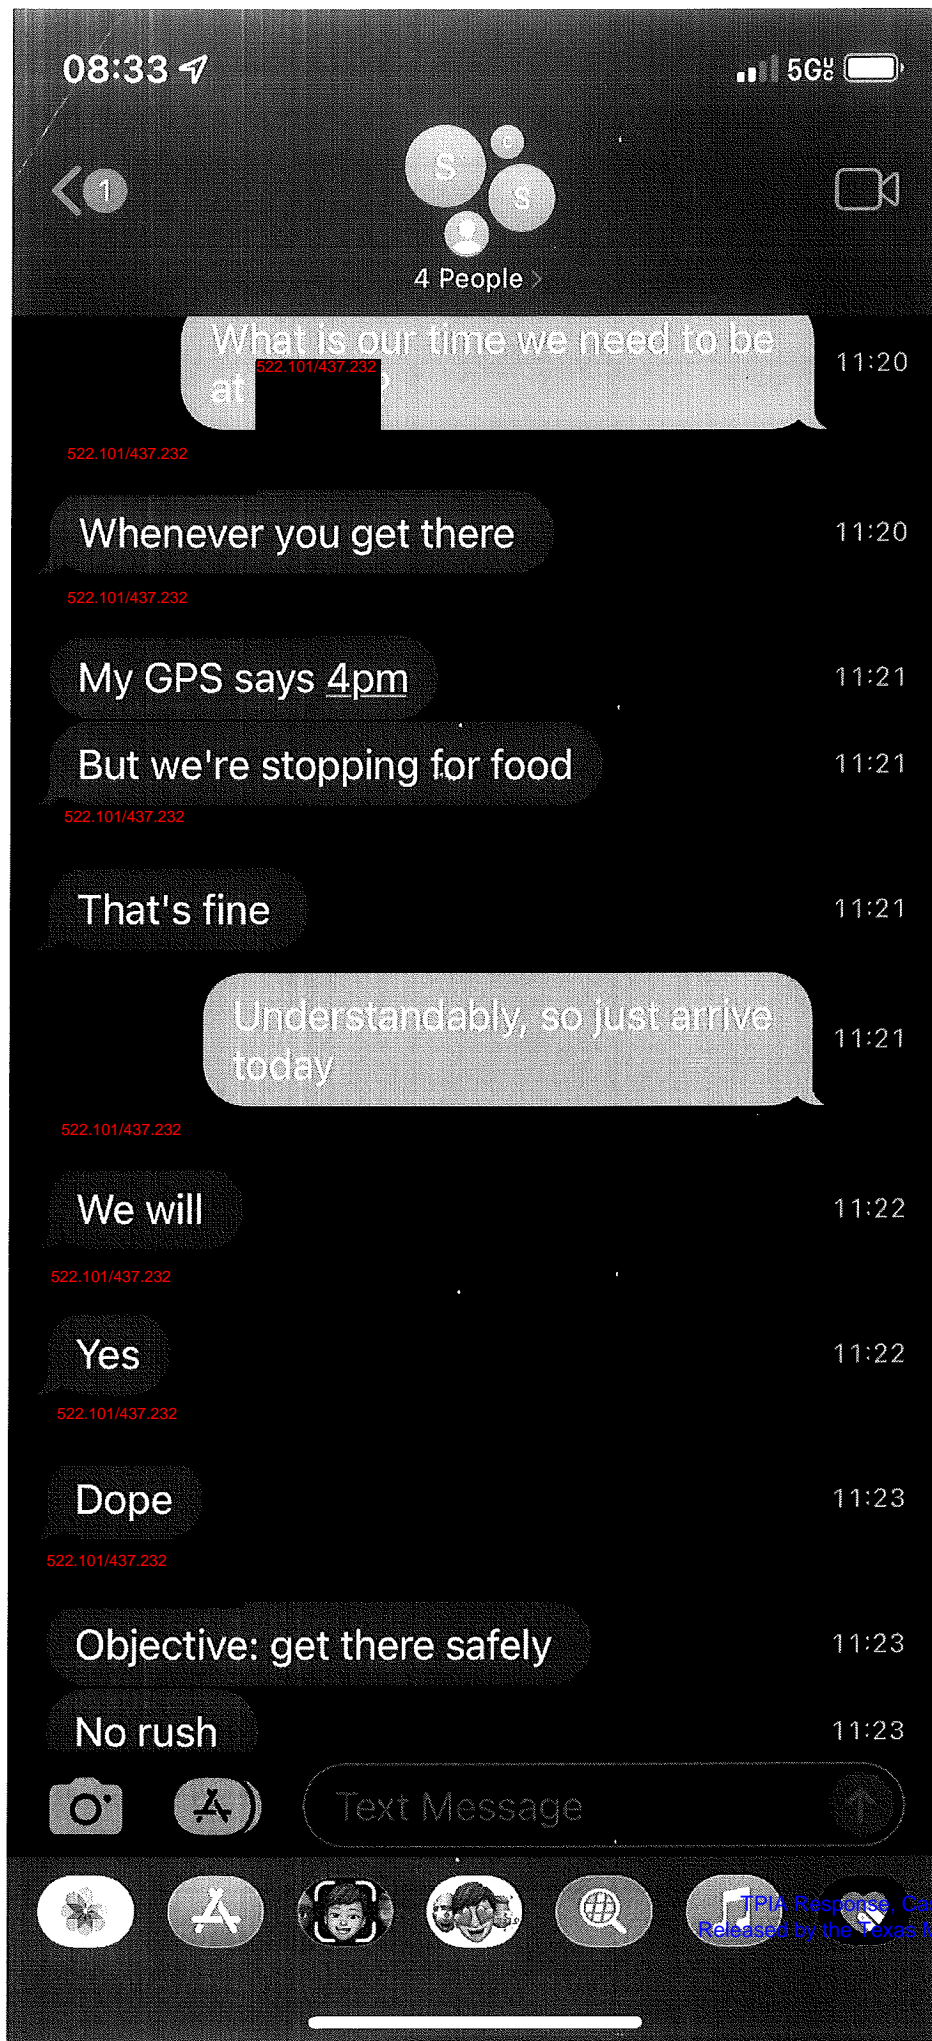 08:33
5GUC
1
S
C
S
4 People
What is our time we need to be
11:20
at 522.101/437.232 ?
522.101/437.232
Whenever you get there
11:20
522.101/437.232
My GPS says 4pm
11:21
But we're stopping for food
11:21
522.101/437.232
That's fine
11:21
Understandably, so just arrive
today
11:21
522.101/437.232
We will
11:22
522.101/437.232
Yes
11:22
522.101/437.232
Dope
11:23
522.101/437.232
Objective: get there safely
11:23
No rush
11:23
Text Message
TPIA Response, Ca
Released by the Texas M